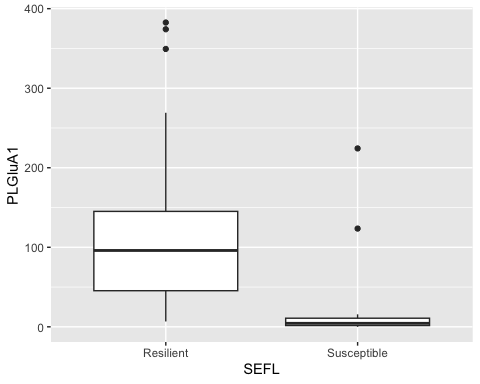 400
300
200
100
0
PLGluA1
Resilient
Susceptible
SEFL